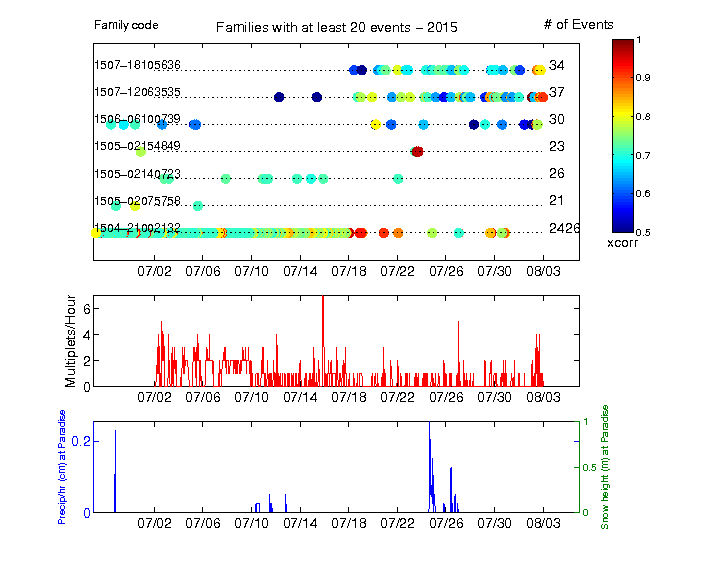 Family code Families with at least 20 events – 2015 # of Events
1507–18105636 34
1507–12063535 37
1506–06100739 30
1505–02154849 23
1505–02140723 26
1505–02075758 21
1504–21002132 2426
07/02 07/06 07/10 07/14 07/18 07/22 07/26 07/30 08/03
1
0.9
0.8
0.7
0.6
0.5
xcorr
Multiplets/Hour
6
4
2
0
07/02 07/06 07/10 07/14 07/18 07/22 07/26 07/30 08/03
Precip/hr (cm) at Paradise
0.2
0
1
0.5
0
Snow height (m) at Paradise
07/02 07/06 07/10 07/14 07/18 07/22 07/26 07/30 08/03